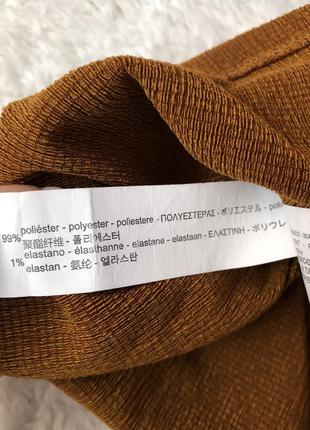 99% poliéster - polyester - poliestere - ΠΟΛΥΕΣΤΕΡΑΣ - ポリエステル -
聚酯纤维 - 폴리에스터
1% elastano - élasthanne - elastane - elastaan - ΕΛΑΣΤΙΝΗ - ポリウレ
elastan - 氨纶 - 엘라스탄